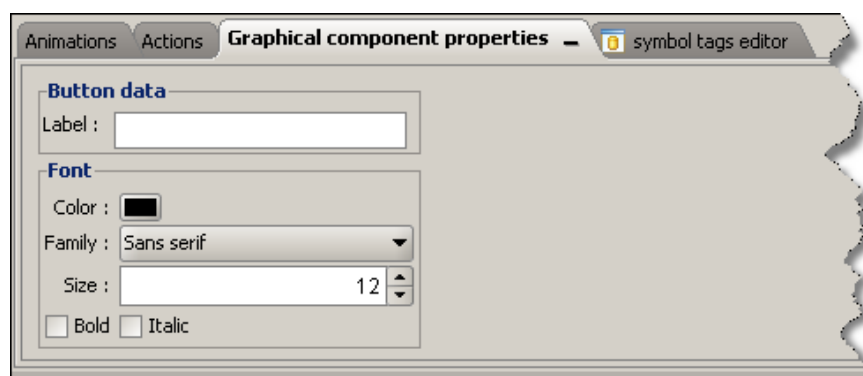 Animations Actions Graphical component properties symbol tags editor
Button data
Label :
Font
Color :
Family : Sans serif
Size : 12
Bold Italic